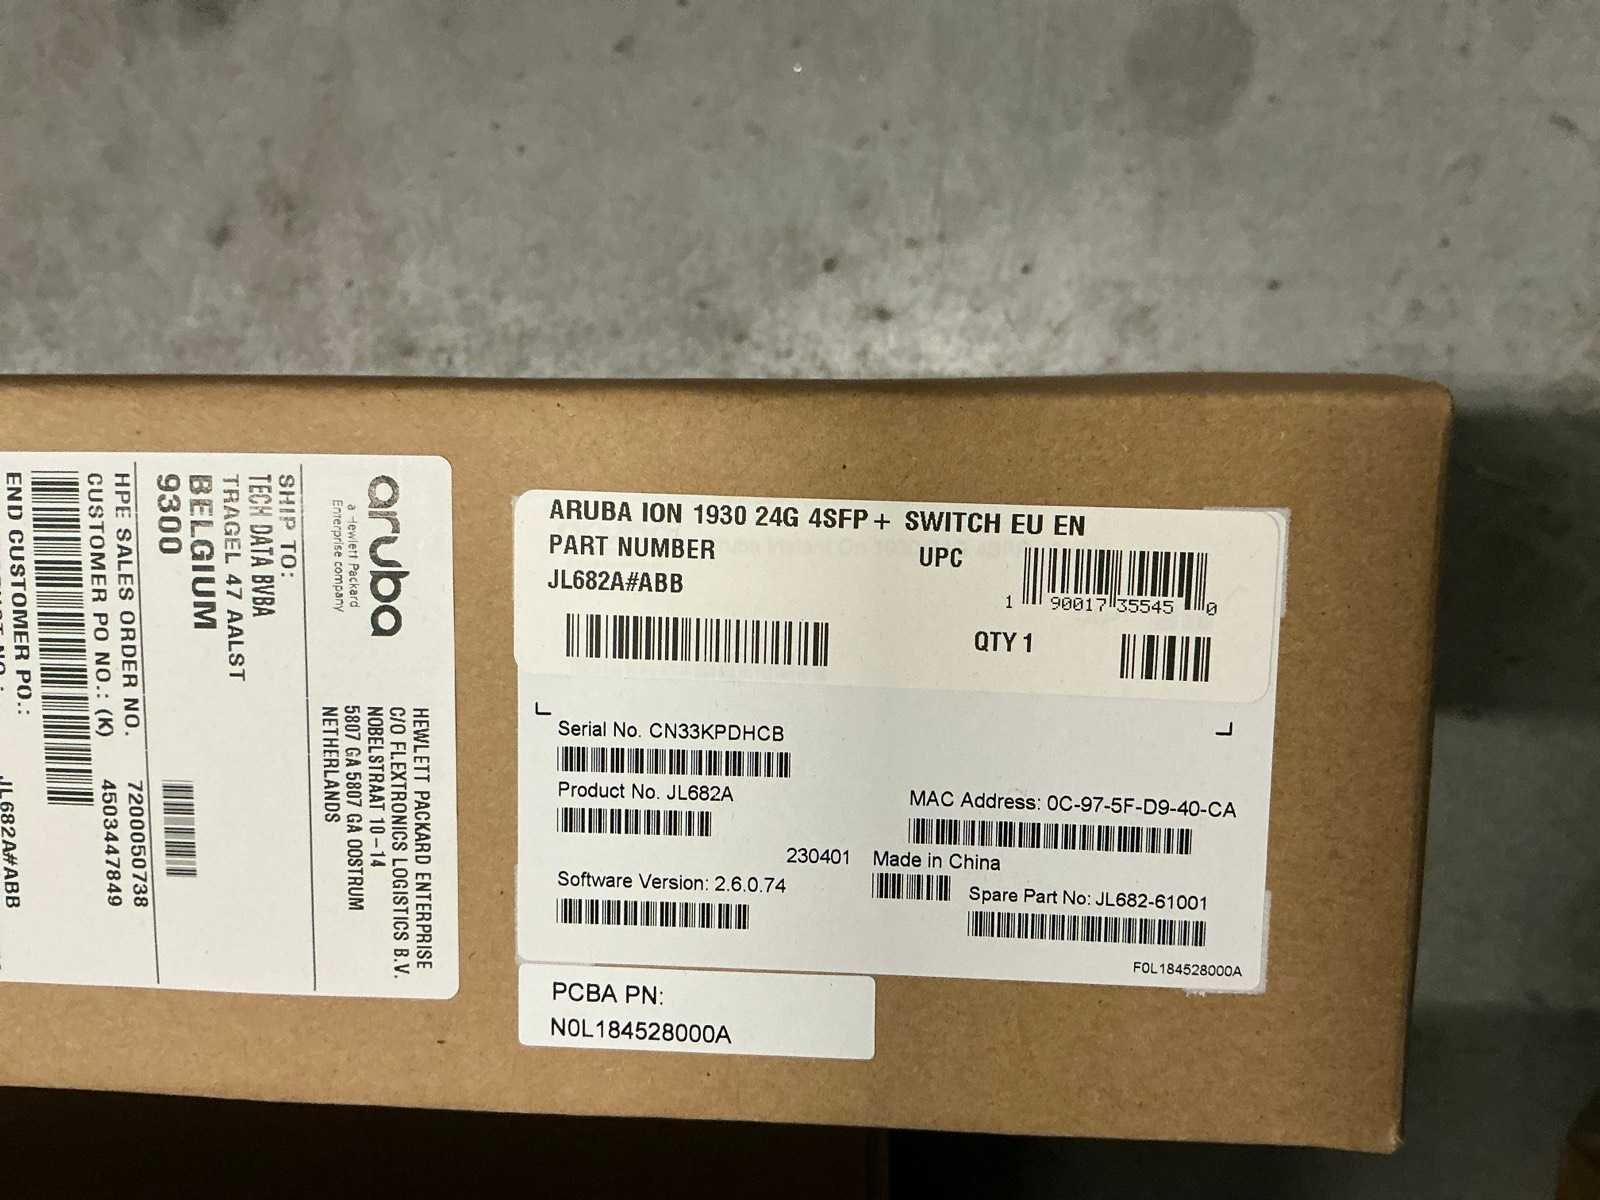 ARUBA ION 1930 24G 4SFP+ SWITCH EU EN
PART NUMBER
JL682A#ABB
UPC
1 90017 35545 0
QTY 1
Serial No. CN33KPDHCB
Product No. JL682A
MAC Address: 0C-97-5F-D9-40-CA
230401 Made in China
Software Version: 2.6.0.74
Spare Part No: JL682-61001
F0L184528000A
PCBA PN:
N0L184528000A
aruba
a Hewlett Packard
Enterprise company
HEWLETT PACKARD ENTERPRISE
C/O FLEXTRONICS LOGISTICS B.V.
NOBELSTRAAT 10-14
5807 GA 5807 GA OOSTRUM
NETHERLANDS
SHIP TO:
TECH DATA BVBA
TRAGEL 47 AALST
BELGIUM
9300
HPE SALES ORDER NO. 7200050738
CUSTOMER PO NO.: (K) 4503447849
END CUSTOMER PO.:
JL682A#ABB